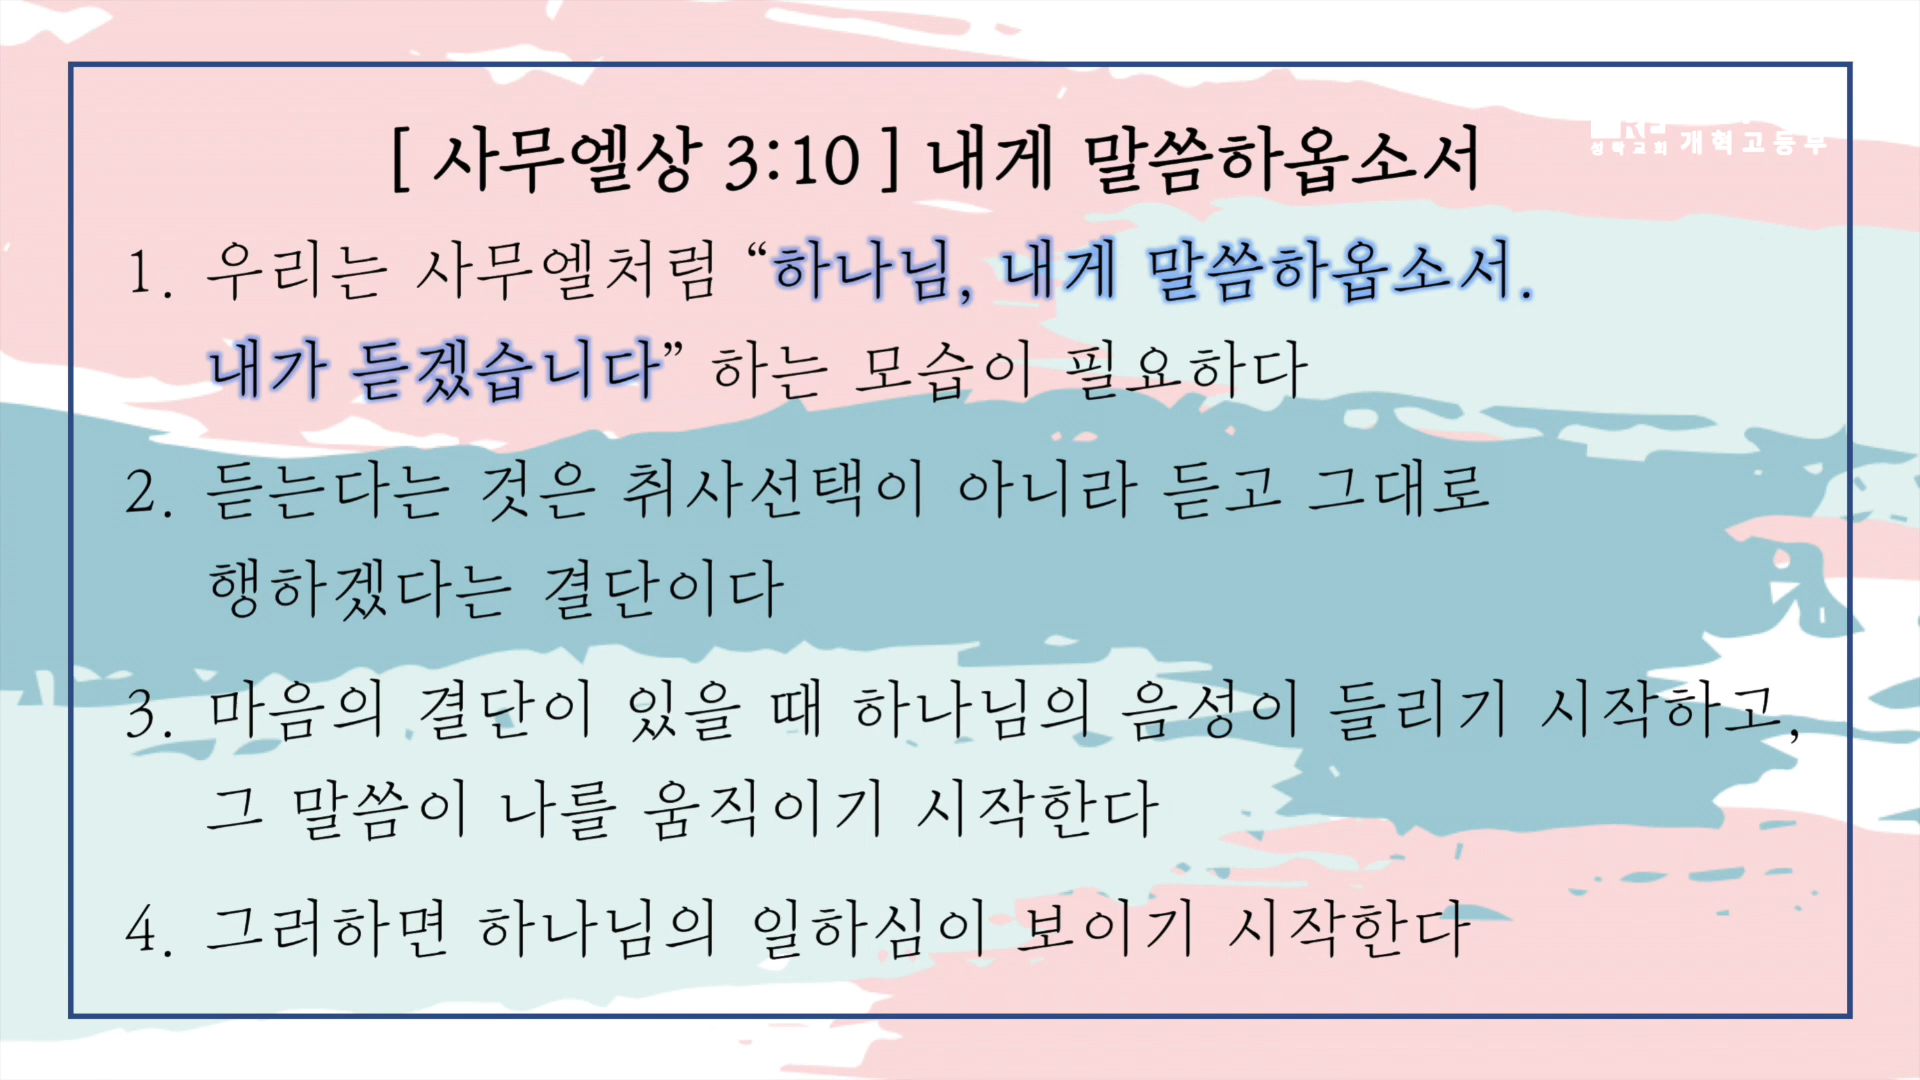 [ 사무엘상 3:10 ] 내게 말씀하옵소서
성락교회 개혁고등부
1. 우리는 사무엘처럼 “하나님, 내게 말씀하옵소서.
내가 듣겠습니다” 하는 모습이 필요하다
2. 듣는다는 것은 취사선택이 아니라 듣고 그대로
행하겠다는 결단이다
3. 마음의 결단이 있을 때 하나님의 음성이 들리기 시작하고,
그 말씀이 나를 움직이기 시작한다
4. 그러하면 하나님의 일하심이 보이기 시작한다